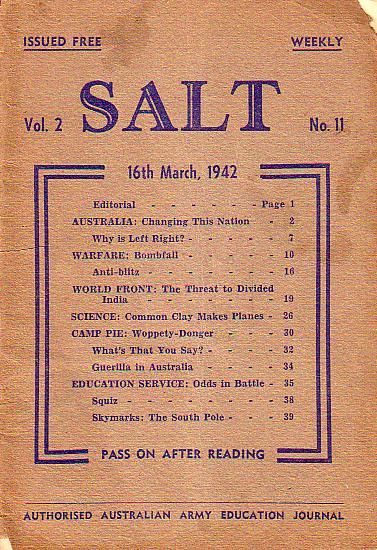 ISSUED FREE WEEKLY
Vol. 2 SALT No. 11
16th March, 1942
Editorial - - - - - - Page 1
AUSTRALIA: Changing This Nation - 2
Why is Left Right? - - - - - 7
WARFARE: Bombfall - - - - - 10
Anti-blitz - - - - - - - 16
WORLD FRONT: The Threat to Divided
India - - - - - - - 19
SCIENCE: Common Clay Makes Planes - 26
CAMP PIE: Woppety-Donger - - - 30
What's That You Say? - - - - 32
Guerilla in Australia - - - - 34
EDUCATION SERVICE: Odds in Battle - 35
Squiz - - - - - - - - 38
Skymarks: The South Pole - - - 39
PASS ON AFTER READING
AUTHORISED AUSTRALIAN ARMY EDUCATION JOURNAL